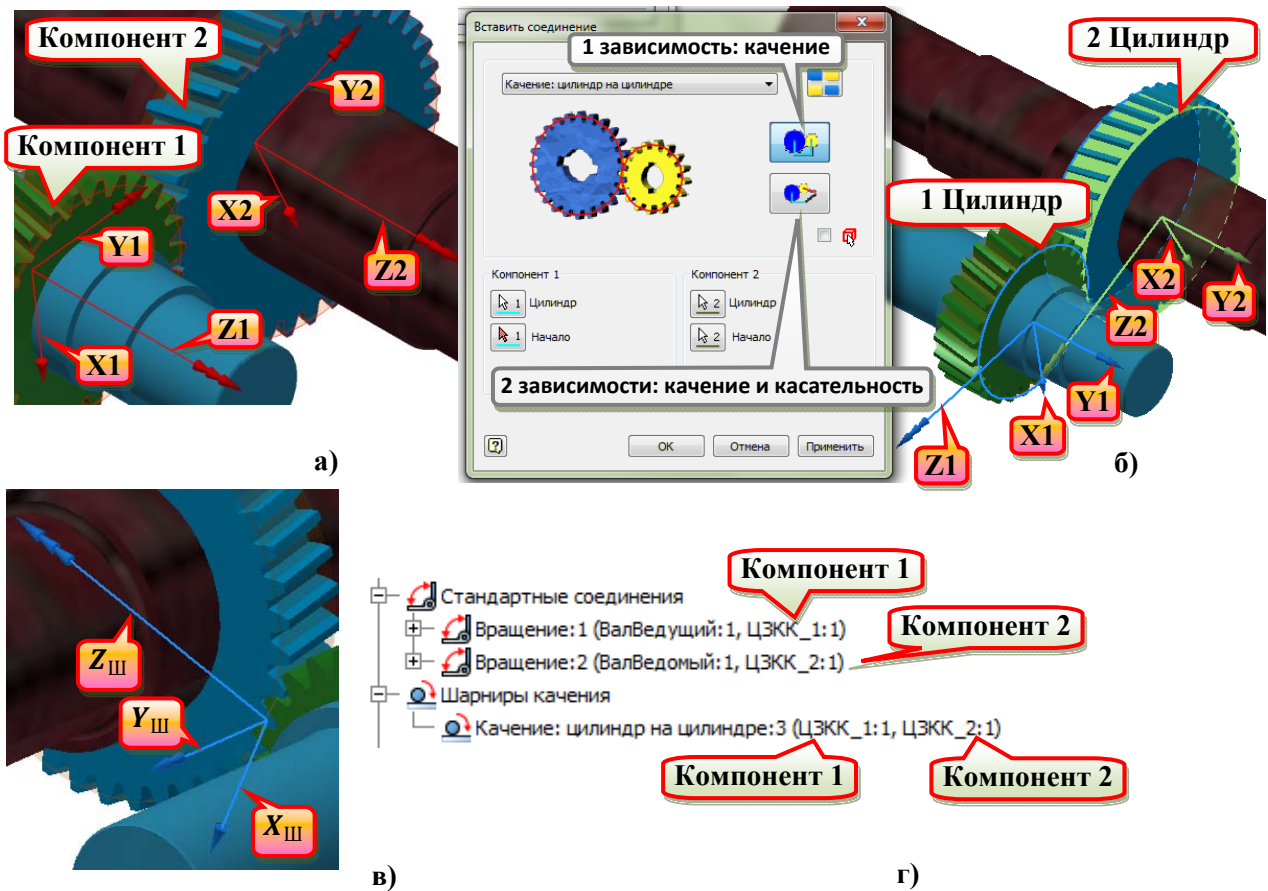 Компонент 2
Y2
Компонент 1
X2
Y1
Z2
Z1
X1
а)
Вставить соединение
1 зависимость: качение
Качение: цилиндр на цилиндре
Компонент 1
1 Цилиндр
1 Начало
Компонент 2
2 Цилиндр
2 Начало
2 зависимости: качение и касательность
ОК Отмена Применить
2 Цилиндр
1 Цилиндр
X2
Y2
Z2
Y1
X1
Z1
б)
Zш
Yш
Xш
в)
Компонент 1
Стандартные соединения
Вращение:1 (ВалВедущий:1, ЦЗКК_1:1)
Компонент 2
Вращение:2 (ВалВедомый:1, ЦЗКК_2:1)
Шарниры качения
Качение: цилиндр на цилиндре:3 (ЦЗКК_1:1, ЦЗКК_2:1)
Компонент 1 Компонент 2
г)